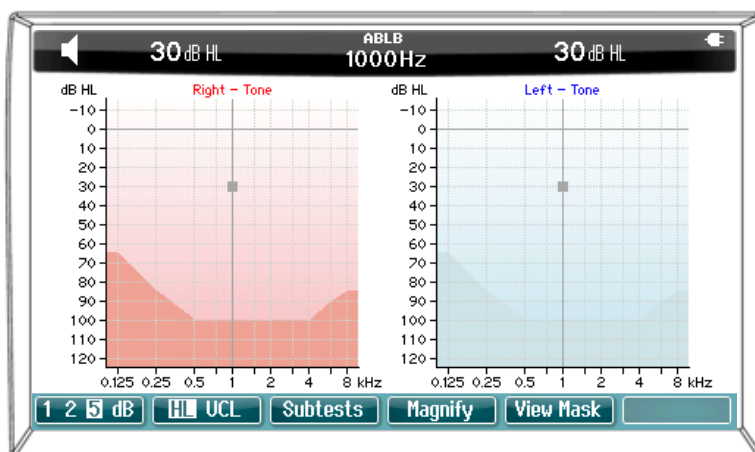 ABLB
30 dB HL 1000Hz 30 dB HL
dB HL Right – Tone dB HL Left – Tone
-10 -10
0 0
10 10
20 20
30 30
40 40
50 50
60 60
70 70
80 80
90 90
100 100
110 110
120 120
0.125 0.25 0.5 1 2 4 8 kHz 0.125 0.25 0.5 1 2 4 8 kHz
1 2 5 dB HL UCL Subtests Magnify View Mask